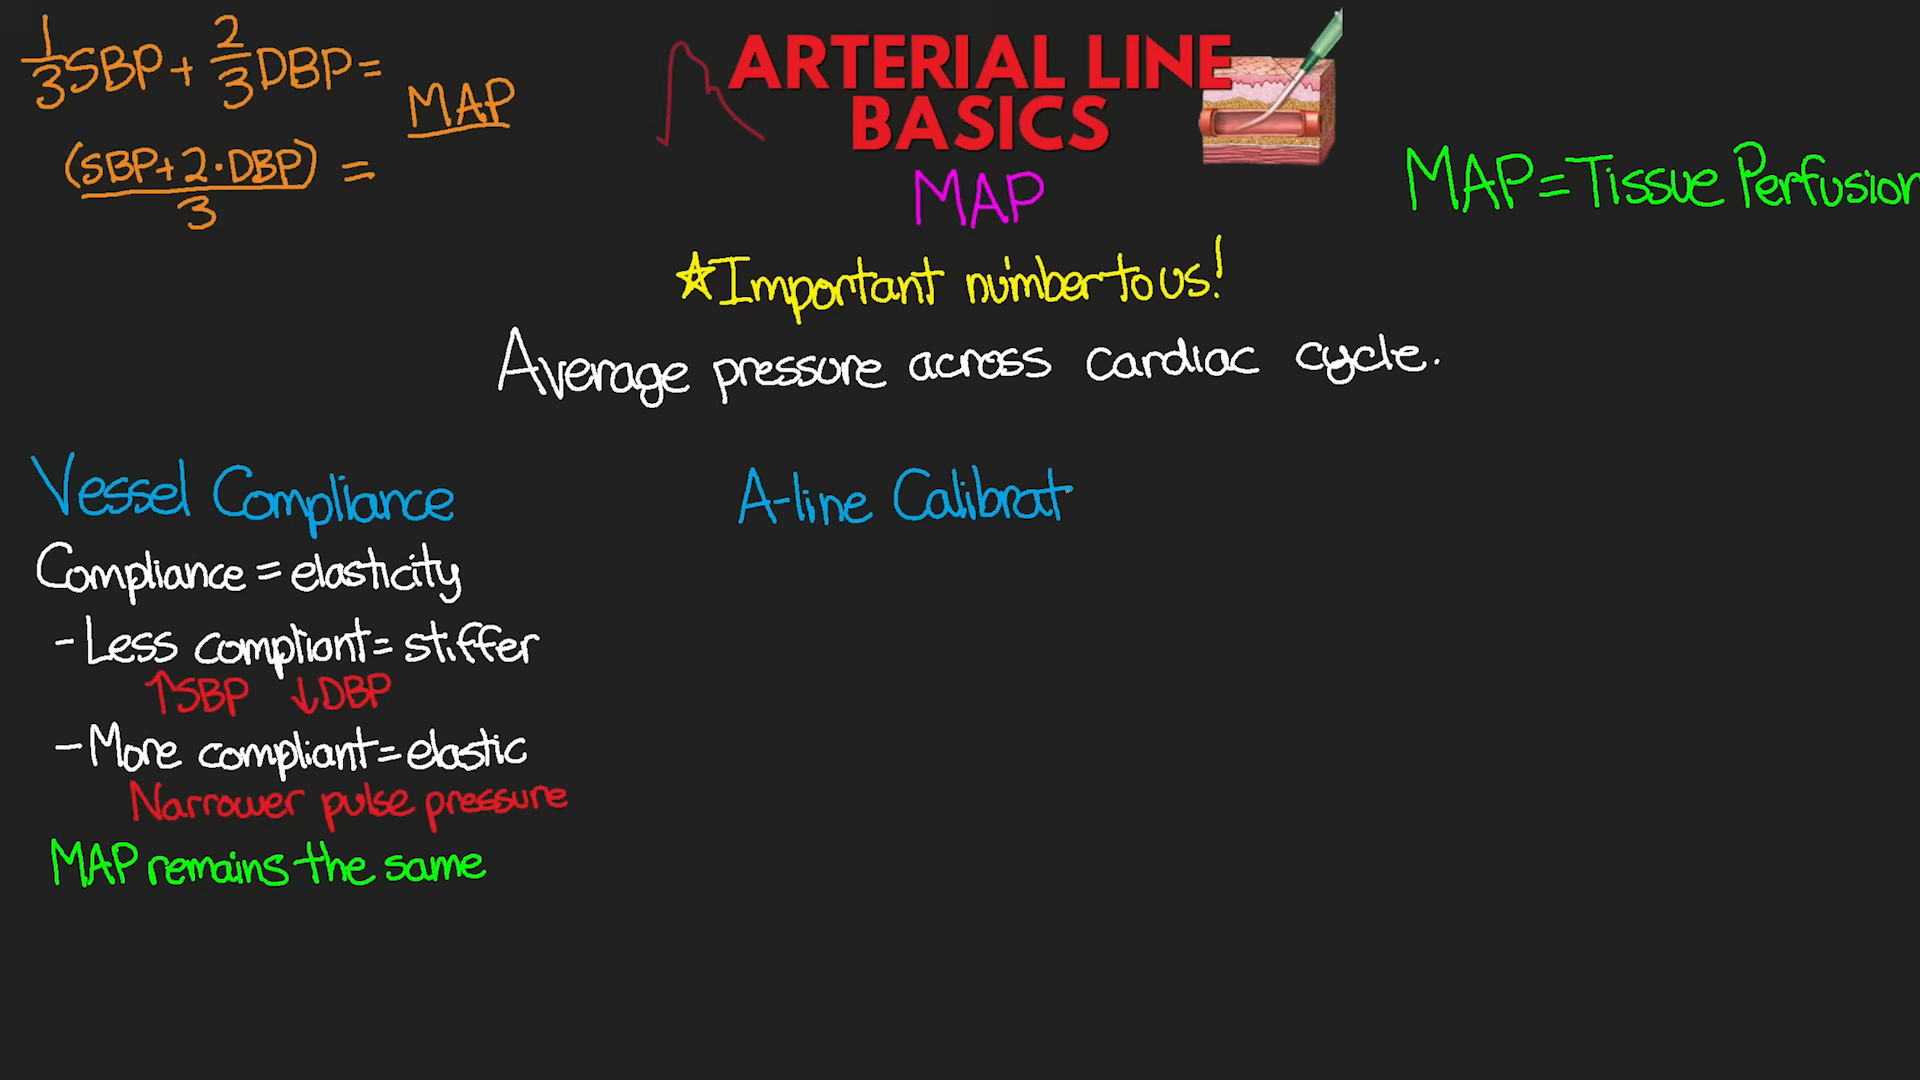 1/3 SBP + 2/3 DBP =
MAP
(SBP + 2 · DBP) =
3
ARTERIAL LINE
BASICS
MAP
MAP = Tissue Perfusion
☆Important number to us!
Average pressure across cardiac cycle.
Vessel Compliance
Compliance = elasticity
- Less compliant = stiffer
↑SBP ↓DBP
- More compliant = elastic
Narrower pulse pressure
MAP remains the same
A-line Calibrat